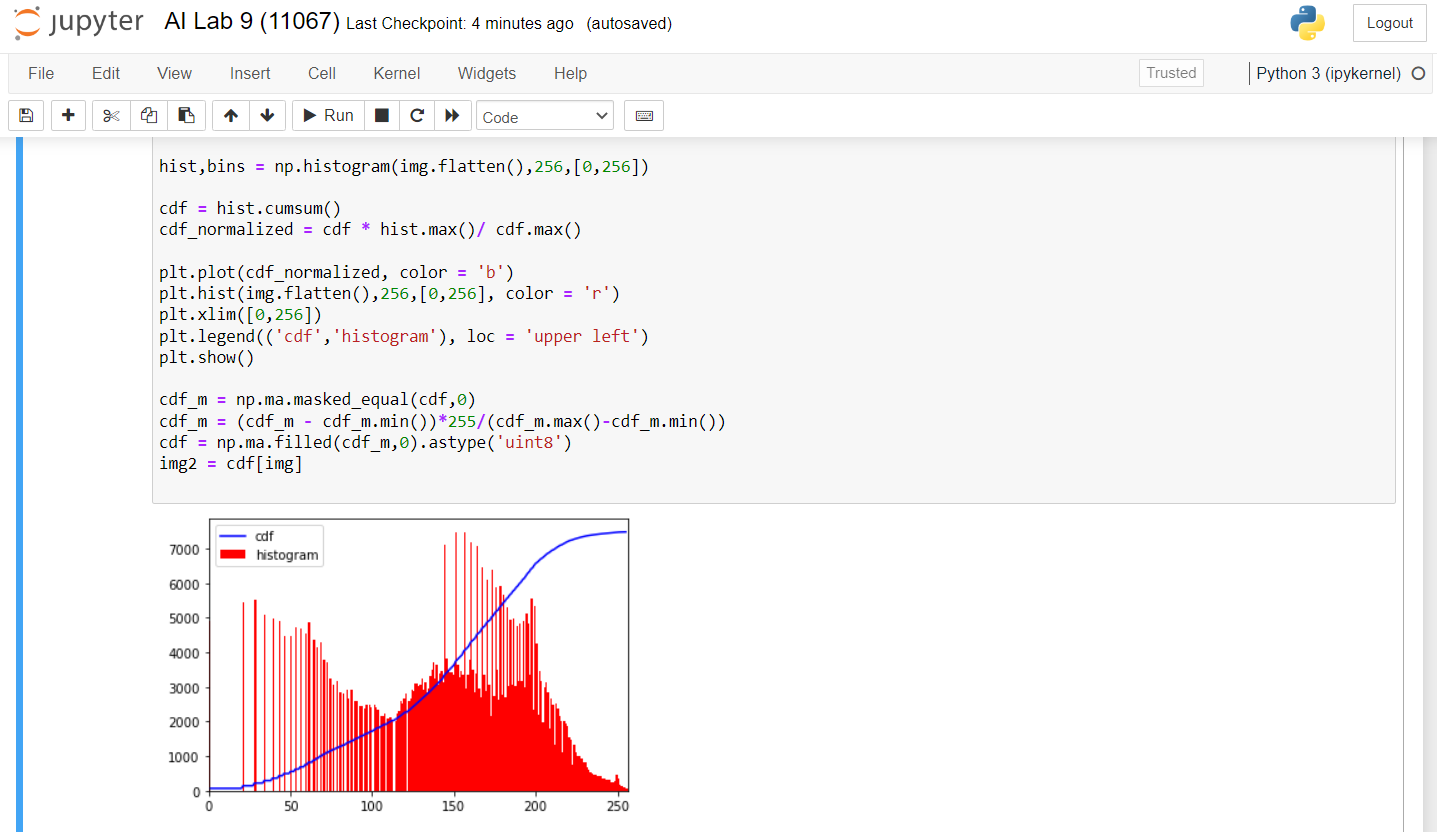 jupyter AI Lab 9 (11067) Last Checkpoint: 4 minutes ago (autosaved) Logout
File Edit View Insert Cell Kernel Widgets Help Trusted Python 3 (ipykernel)
Run Code
hist,bins = np.histogram(img.flatten(),256,[0,256])
cdf = hist.cumsum()
cdf_normalized = cdf * hist.max()/ cdf.max()
plt.plot(cdf_normalized, color = 'b')
plt.hist(img.flatten(),256,[0,256], color = 'r')
plt.xlim([0,256])
plt.legend(('cdf','histogram'), loc = 'upper left')
plt.show()
cdf_m = np.ma.masked_equal(cdf,0)
cdf_m = (cdf_m - cdf_m.min())*255/(cdf_m.max()-cdf_m.min())
cdf = np.ma.filled(cdf_m,0).astype('uint8')
img2 = cdf[img]
cdf
histogram
7000
6000
5000
4000
3000
2000
1000
0
0 50 100 150 200 250